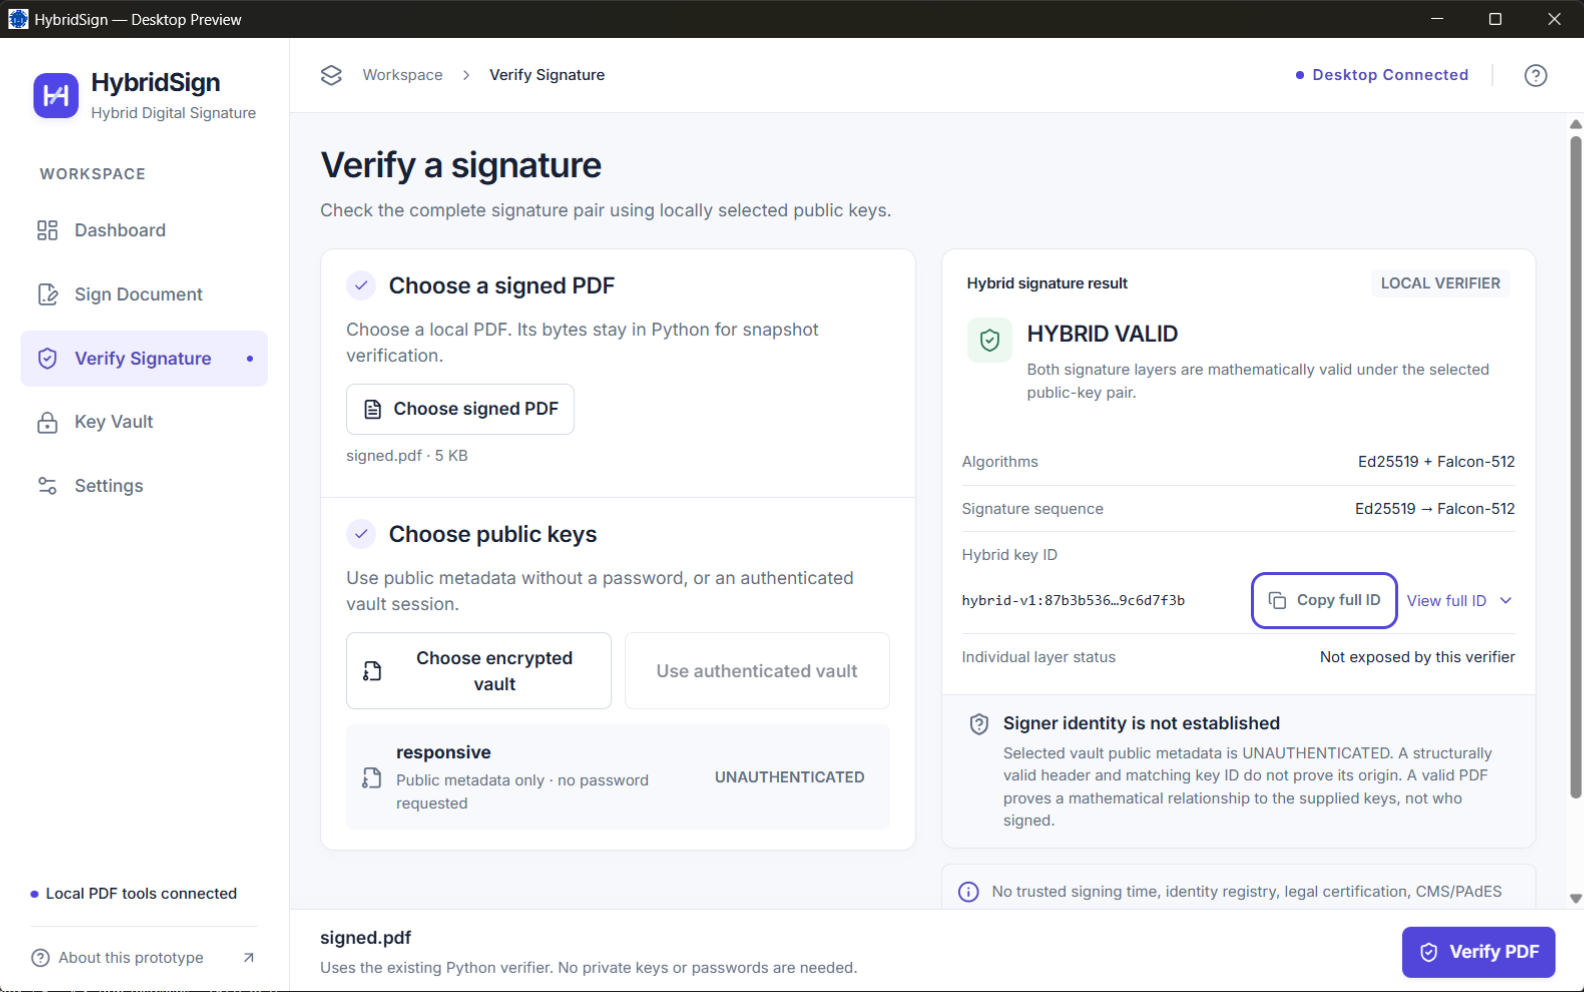 HybridSign — Desktop Preview
HybridSign
Hybrid Digital Signature
WORKSPACE
Dashboard
Sign Document
Verify Signature
Key Vault
Settings
Local PDF tools connected
About this prototype
Workspace
Verify Signature
Desktop Connected
Verify a signature
Check the complete signature pair using locally selected public keys.
Choose a signed PDF
Choose a local PDF. Its bytes stay in Python for snapshot
verification.
Choose signed PDF
signed.pdf · 5 KB
Choose public keys
Use public metadata without a password, or an authenticated
vault session.
Choose encrypted
vault
Use authenticated vault
responsive
Public metadata only · no password
requested
UNAUTHENTICATED
Hybrid signature result
LOCAL VERIFIER
HYBRID VALID
Both signature layers are mathematically valid under the selected
public-key pair.
Algorithms
Ed25519 + Falcon-512
Signature sequence
Ed25519 → Falcon-512
Hybrid key ID
hybrid-v1:87b3b536…9c6d7f3b
Copy full ID
View full ID
Individual layer status
Not exposed by this verifier
Signer identity is not established
Selected vault public metadata is UNAUTHENTICATED. A structurally
valid header and matching key ID do not prove its origin. A valid PDF
proves a mathematical relationship to the supplied keys, not who
signed.
No trusted signing time, identity registry, legal certification, CMS/PAdES
signed.pdf
Uses the existing Python verifier. No private keys or passwords are needed.
Verify PDF